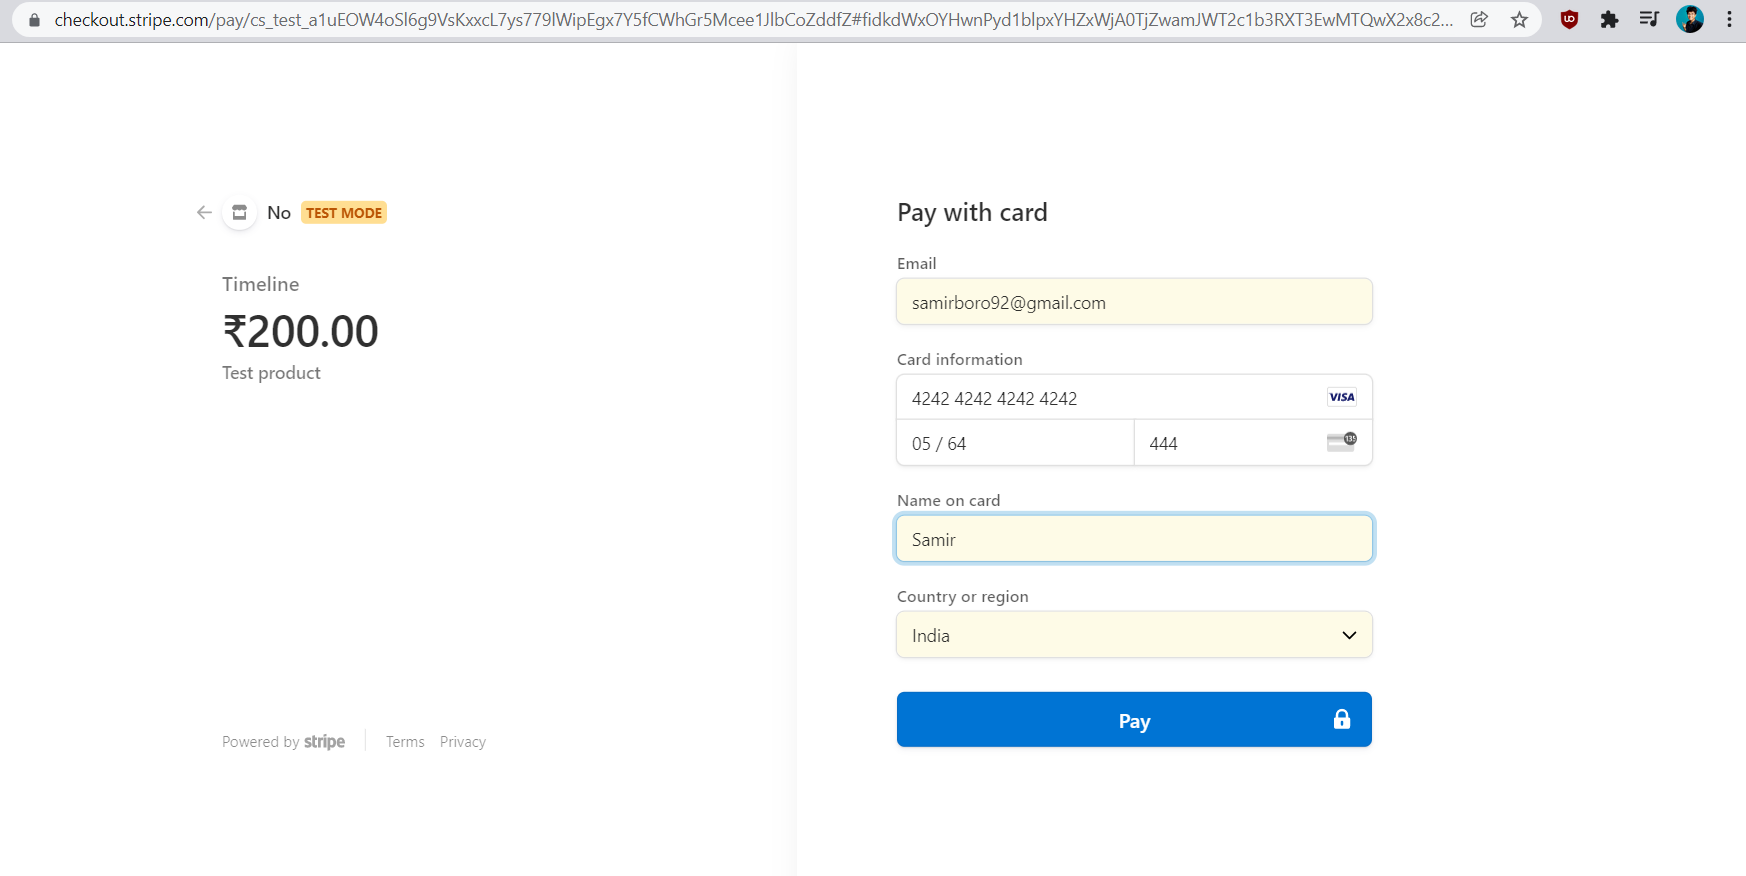 checkout.stripe.com/pay/cs_test_a1uEOW4oSl6g9VsKxxcL7ys779lWipEgx7Y5fCWhGr5Mcee1JlbCoZddfZ#fidkdWxOYHwnPyd1blpxYHZxWjA0TjZwamJWT2c1b3RXT3EwMTQwX2x8c2...
No TEST MODE
Timeline
₹200.00
Test product
Powered by stripe
Terms Privacy
Pay with card
Email
samirboro92@gmail.com
Card information
4242 4242 4242 4242 VISA
05 / 64 444 135
Name on card
Samir
Country or region
India
Pay